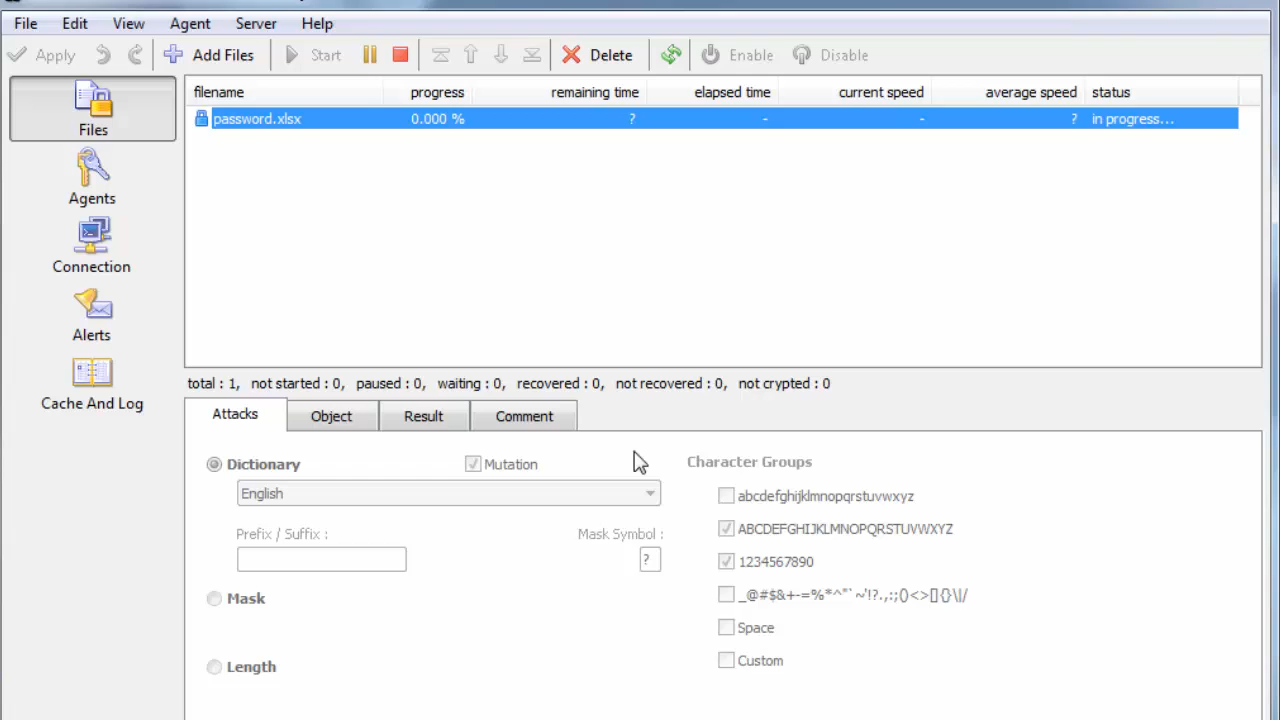 File Edit View Agent Server Help
Apply Add Files Start Delete Enable Disable
Files
Agents
Connection
Alerts
Cache And Log
filename progress remaining time elapsed time current speed average speed status
password.xlsx 0.000 % ? - - ? in progress...
total : 1, not started : 0, paused : 0, waiting : 0, recovered : 0, not recovered : 0, not crypted : 0
Attacks Object Result Comment
Dictionary Mutation
English
Prefix / Suffix : Mask Symbol :
?
Mask
Length
Character Groups
abcdefghijklmnopqrstuvwxyz
ABCDEFGHIJKLMNOPQRSTUVWXYZ
1234567890
_@#$&+-=%*^"`~'!?.,:;()<>[]{}\|/
Space
Custom